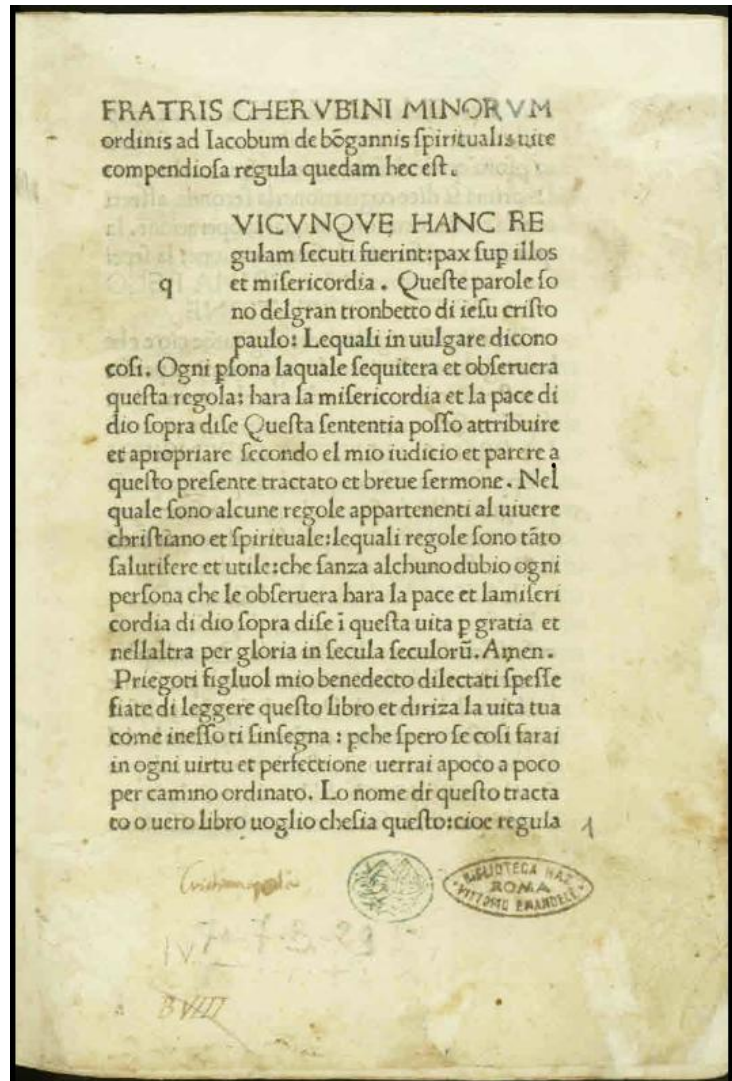 FRATRIS CHERVBINI MINORVM
ordinis ad Iacobum de bōgannis ſpiritualis uite
compendioſa regula quedam hec eſt.
VICVNQVE HANC RE
gulam ſecuti fuerint:pax ſup illos
q et miſericordia. Queſte parole ſo
no delgran tronbetto di ieſu criſto
paulo: Lequali in uulgare dicono
coſi. Ogni pſona laquale ſequitera et obſeruera
queſta regola: hara la miſericordia et la pace di
dio ſopra diſe Queſta ſententia poſſo attribuire
et apropriare ſecondo el mio iudicio et parere a
queſto preſente tractato et breue ſermone. Nel
quale ſono alcune regole appartenenti al uiuere
chriſtiano et ſpirituale:lequali regole ſono tāto
ſalutifere et utile:che ſanza alchuno dubio ogni
perſona che le obſeruera hara la pace et lamiſeri
cordia di dio ſopra diſe ī queſta uita p gratia et
nellaltra per gloria in ſecula ſeculorū. Amen.
Priegoti figluol mio benedecto dilectati ſpeſſe
fiate di leggere queſto libro et diriza la uita tua
come ineſſo ti ſinſegna : pche ſpero ſe coſi farai
in ogni uirtu et perfectione uerrai apoco a poco
per camino ordinato. Lo nome di queſto tracta
to o uero libro uoglio cheſia queſto:cioe regula
1
BIBLIOTECA NAZ.
ROMA
VITTORIO EMANUELE
B VIII